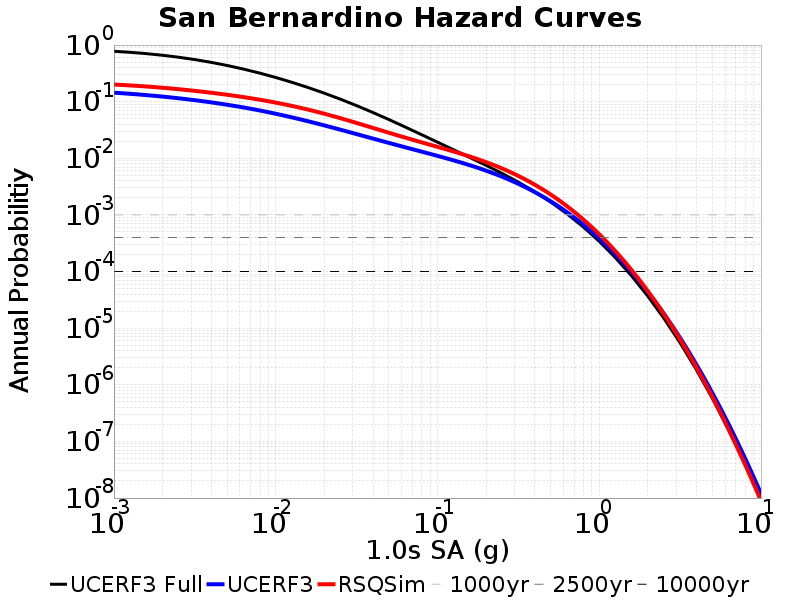 San Bernardino Hazard Curves
10^0
10^-1
10^-2
10^-3
10^-4
10^-5
10^-6
10^-7
10^-8
Annual Probabilitiy
10^-3 10^-2 10^-1 10^0 10^1
1.0s SA (g)
UCERF3 Full UCERF3 RSQSim 1000yr 2500yr 10000yr